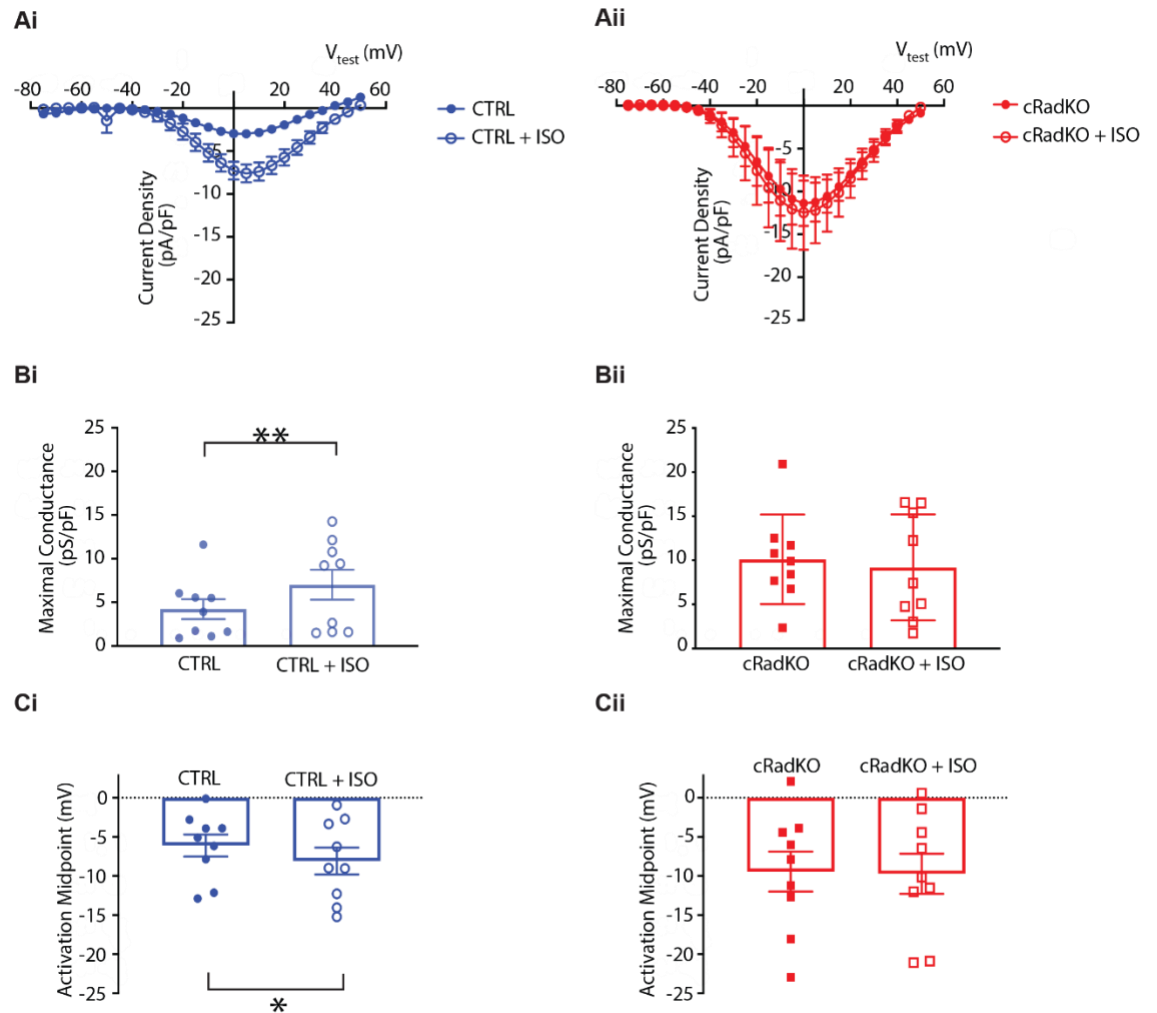 Ai
Aii
V_test (mV)
-80 -60 -40 -20 20 40 60
CTRL
CTRL + ISO
-5
-10
-15
-20
-25
Current Density
(pA/pF)
V_test (mV)
-80 -60 -40 -20 20 40 60
cRadKO
cRadKO + ISO
-5
-10
-15
-20
-25
Current Density
(pA/pF)
Bi
Bii
25
20
15
10
5
0
Maximal Conductance
(pS/pF)
**
CTRL
CTRL + ISO
25
20
15
10
5
0
Maximal Conductance
(pS/pF)
cRadKO
cRadKO + ISO
Ci
Cii
CTRL
CTRL + ISO
0
-5
-10
-15
-20
-25
Activation Midpoint (mV)
*
cRadKO
cRadKO + ISO
0
-5
-10
-15
-20
-25
Activation Midpoint (mV)